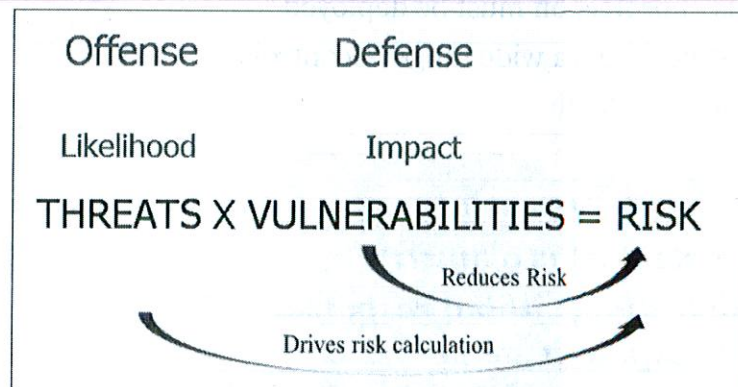 Offense Defense
Likelihood Impact
THREATS X VULNERABILITIES = RISK
Reduces Risk
Drives risk calculation